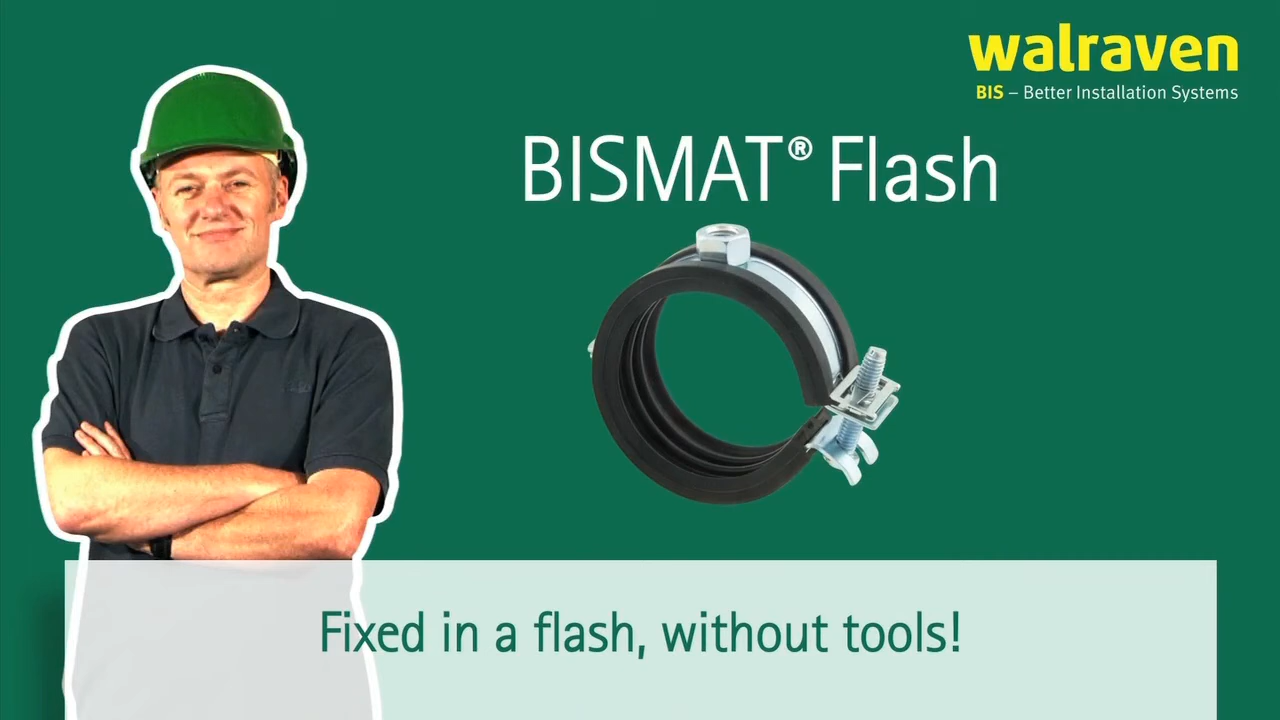 walraven
BIS – Better Installation Systems
BISMAT® Flash
Fixed in a flash, without tools!